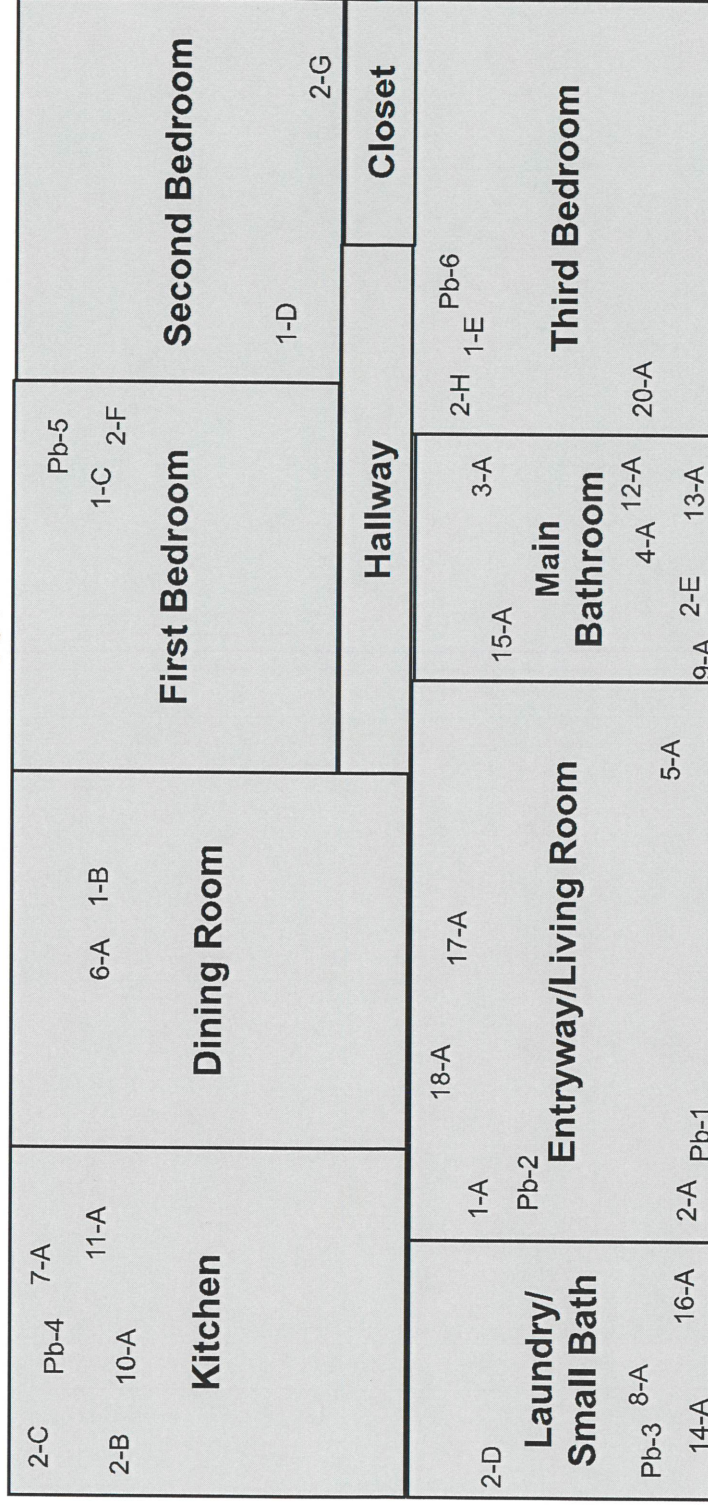 2-C
Pb-4
7-A
2-B
10-A
11-A
Kitchen
6-A
1-B
Dining Room
Pb-5
1-C
2-F
First Bedroom
Second Bedroom
1-D
2-G
Hallway
Closet
2-D
Laundry/
Small Bath
Pb-3
8-A
14-A
16-A
18-A
17-A
1-A
Pb-2
Entryway/Living Room
2-A
Pb-1
5-A
3-A
15-A
Main
Bathroom
4-A
12-A
9-A
2-E
13-A
2-H
1-E
Pb-6
Third Bedroom
20-A